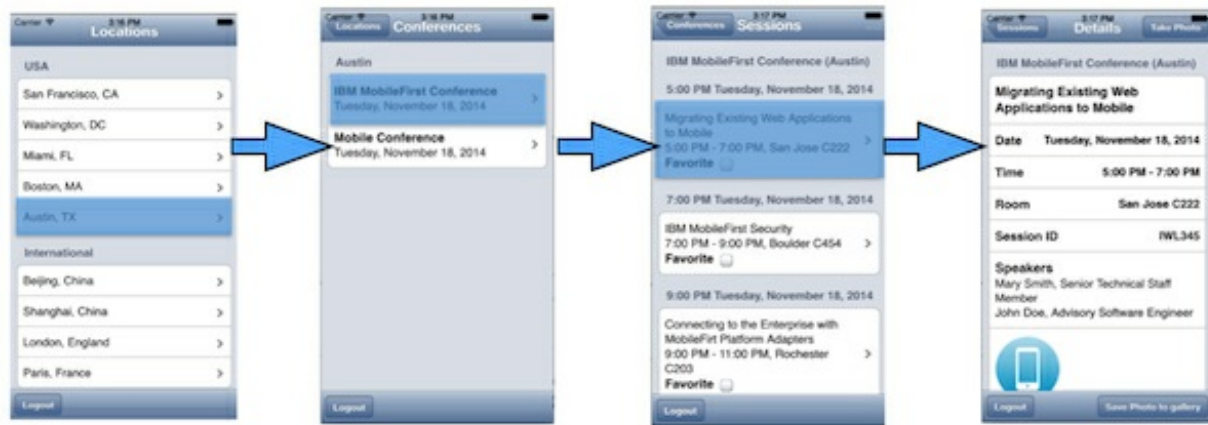 Carrier 3:16 PM
Locations
USA
San Francisco, CA
Washington, DC
Miami, FL
Boston, MA
Austin, TX
International
Beijing, China
Shanghai, China
London, England
Paris, France
Logout
Carrier 3:16 PM
Locations Conferences
Austin
IBM MobileFirst Conference
Tuesday, November 18, 2014
Mobile Conference
Tuesday, November 18, 2014
Logout
Carrier 3:17 PM
Conferences Sessions
IBM MobileFirst Conference (Austin)
5:00 PM Tuesday, November 18, 2014
Migrating Existing Web Applications
to Mobile
5:00 PM - 7:00 PM, San Jose C222
Favorite
7:00 PM Tuesday, November 18, 2014
IBM MobileFirst Security
7:00 PM - 9:00 PM, Boulder C454
Favorite
9:00 PM Tuesday, November 18, 2014
Connecting to the Enterprise with
MobileFirt Platform Adapters
9:00 PM - 11:00 PM, Rochester
C203
Favorite
Logout
Carrier 3:17 PM
Sessions Details Take Photo
IBM MobileFirst Conference (Austin)
Migrating Existing Web
Applications to Mobile
Date Tuesday, November 18, 2014
Time 5:00 PM - 7:00 PM
Room San Jose C222
Session ID IWL345
Speakers
Mary Smith, Senior Technical Staff
Member
John Doe, Advisory Software Engineer
Logout Save Photo to gallery